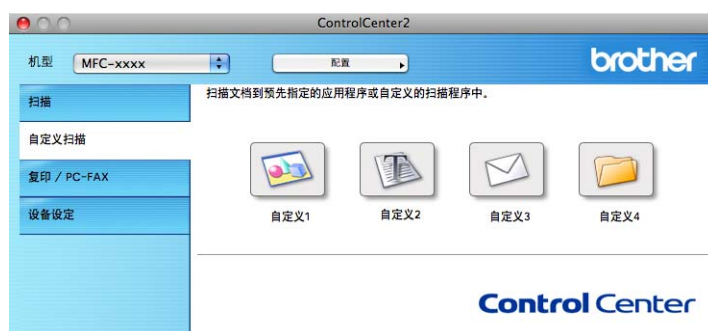 ControlCenter2
机型 MFC-xxxx 配置 brother
扫描
扫描文档到预先指定的应用程序或自定义的扫描程序中。
自定义扫描
复印 / PC-FAX
设备设定
T
自定义1 自定义2 自定义3 自定义4
Control Center